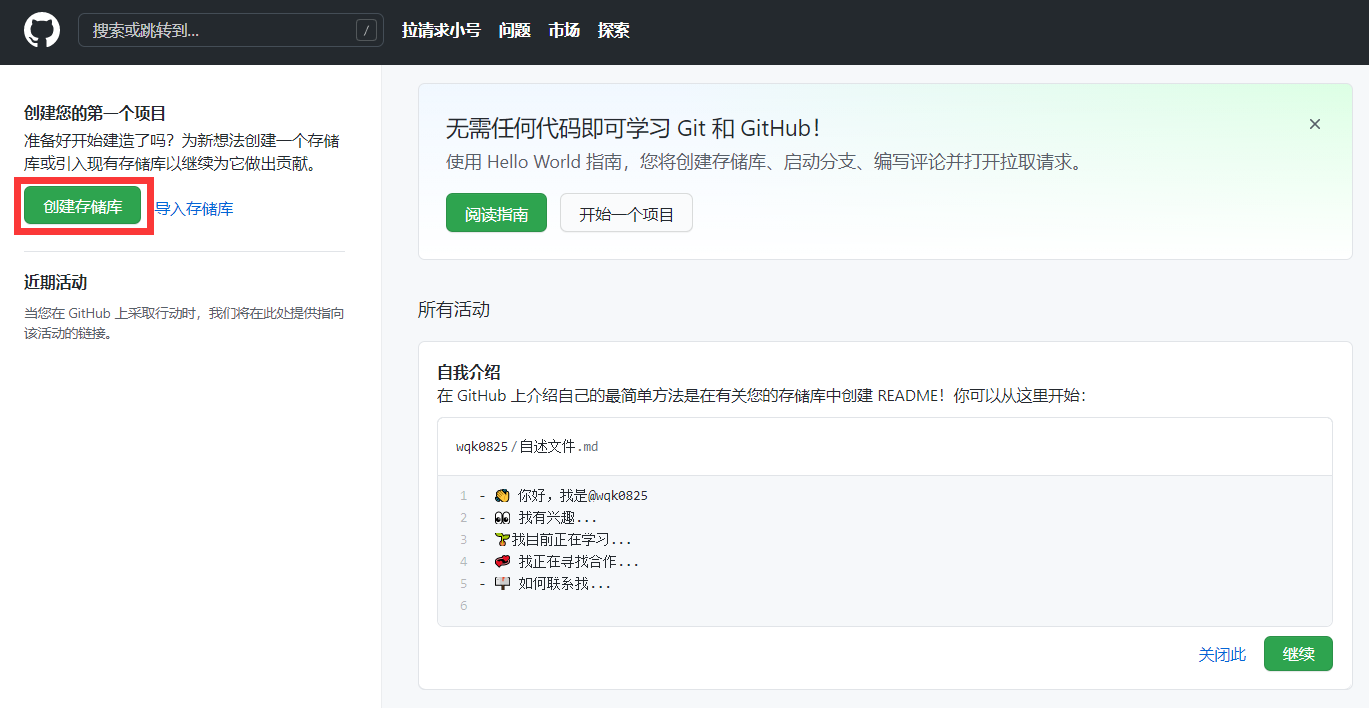 搜索或跳转到...
/
拉请求小号 问题 市场 探索
创建您的第一个项目
准备好开始建造了吗？为新想法创建一个存储
库或引入现有存储库以继续为它做出贡献。
创建存储库 导入存储库
近期活动
当您在 GitHub 上采取行动时，我们将在此处提供指向
该活动的链接。
无需任何代码即可学习 Git 和 GitHub！
使用 Hello World 指南，您将创建存储库、启动分支、编写评论并打开拉取请求。
阅读指南 开始一个项目
所有活动
自我介绍
在 GitHub 上介绍自己的最简单方法是在有关您的存储库中创建 README！你可以从这里开始：
wqk0825/自述文件.md
1 - 👋 你好，我是@wqk0825
2 - 👀 我有兴趣...
3 - 🌱我目前正在学习...
4 - 💞️ 我正在寻找合作...
5 - 📫 如何联系我...
6
关闭此 继续